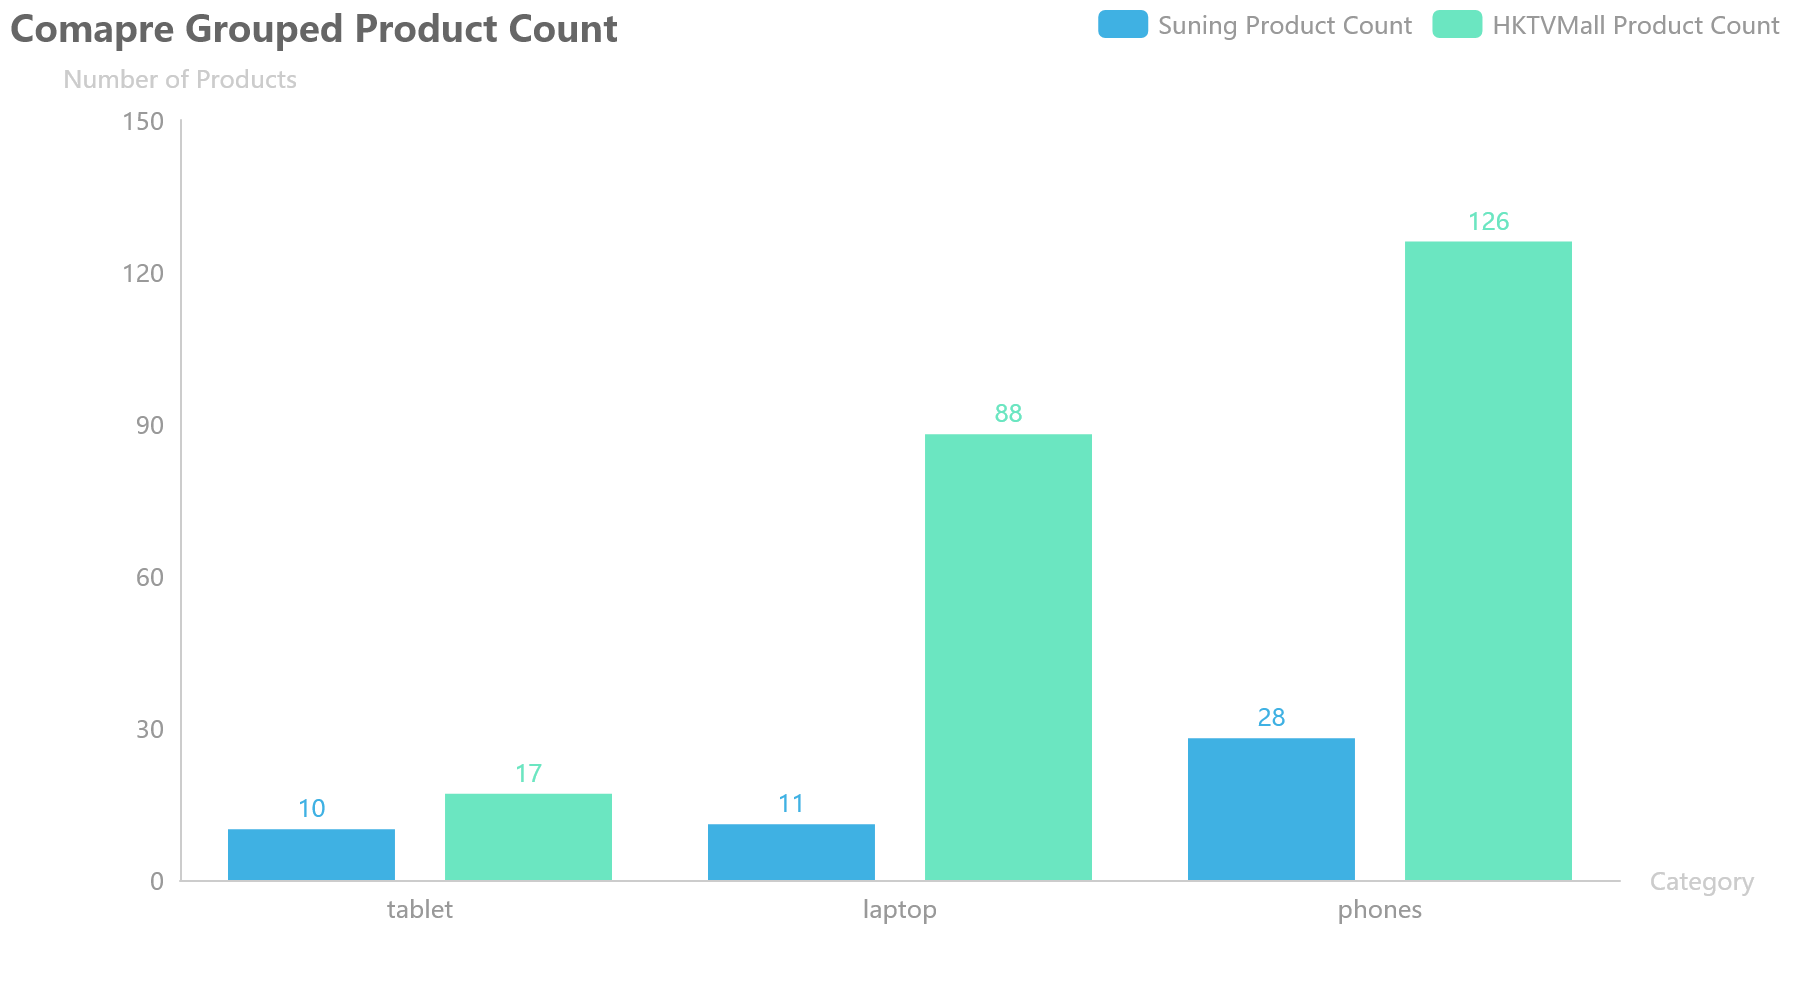 Comapre Grouped Product Count
Suning Product Count
HKTVMall Product Count
Number of Products
150
120
90
60
30
0
10
17
11
88
28
126
tablet
laptop
phones
Category